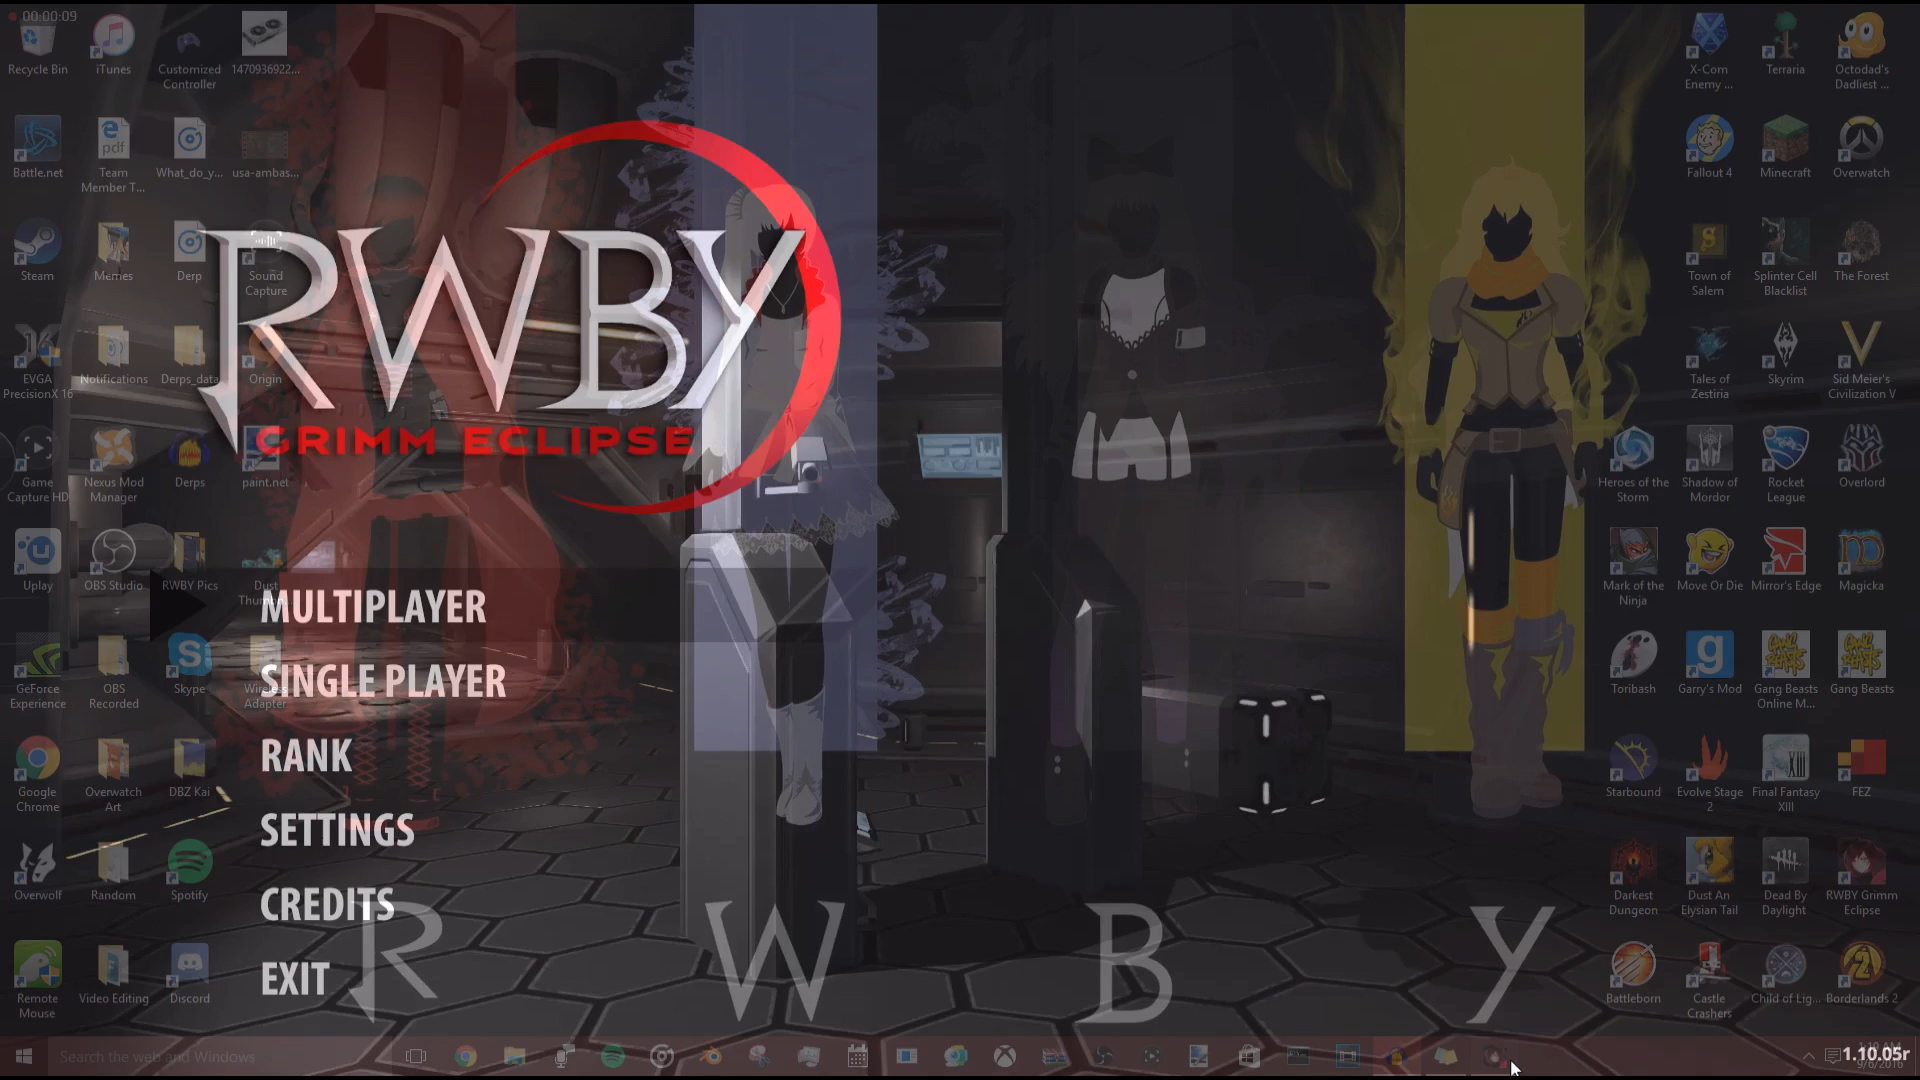 00:00:09
Recycle Bin
iTunes
Customized
Controller
1470936922...
X-Com
Enemy ...
Terraria
Octodad's
Dadliest ...
Battle.net
Team
Member T...
What_do_y...
usa-ambas...
Fallout 4
Minecraft
Overwatch
RWBY
GRIMM ECLIPSE
Steam
Memes
Derp
Sound
Capture
Town of
Salem
Splinter Cell
Blacklist
The Forest
EVGA
PrecisionX 16
Notifications
Derps_data
Origin
Tales of
Zestiria
Skyrim
Sid Meier's
Civilization V
Game
Capture HD
Nexus Mod
Manager
Derps
paint.net
Heroes of the
Storm
Shadow of
Mordor
Rocket
League
Overlord
Uplay
OBS Studio
RWBY Pics
Dust
Mark of the
Ninja
Move Or Die
Mirror's Edge
Magicka
MULTIPLAYER
GeForce
Experience
OBS
Recorded
Skype
Wireless
Adapter
Toribash
Garry's Mod
Gang Beasts
Online M...
Gang Beasts
SINGLE PLAYER
RANK
Google
Chrome
Overwatch
Art
DBZ Kai
Starbound
Evolve Stage
2
Final Fantasy
XIII
FEZ
SETTINGS
Overwolf
Random
Spotify
Darkest
Dungeon
Dust An
Elysian Tail
Dead By
Daylight
RWBY Grimm
Eclipse
CREDITS
R W B Y
EXIT
Remote
Mouse
Video Editing
Discord
Battleborn
Castle
Crashers
Child of Lig...
Borderlands 2
Search the web and Windows
1.10.05r
9/6/2016